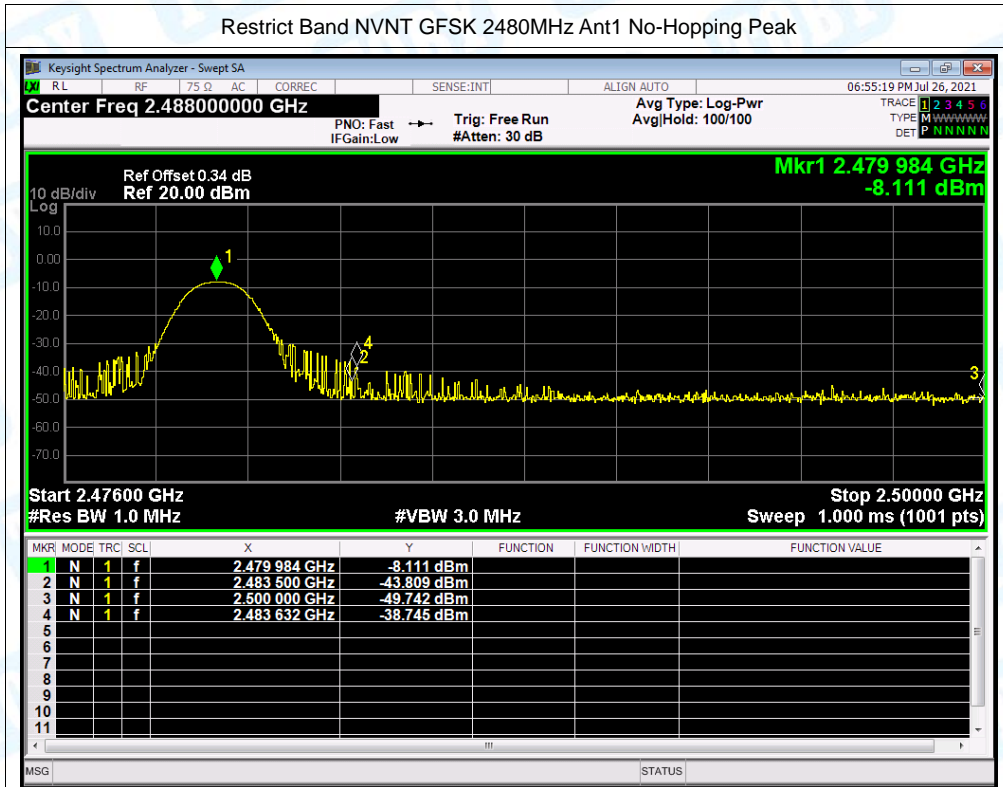 Restrict Band NVNT GFSK 2480MHz Ant1 No-Hopping Peak
Keysight Spectrum Analyzer - Swept SA
LXI RL RF 75 Ω AC CORREC SENSE:INT ALIGN AUTO 06:55:19 PM Jul 26, 2021
Center Freq 2.488000000 GHz
PNO: Fast
IFGain:Low
Trig: Free Run
#Atten: 30 dB
Avg Type: Log-Pwr
Avg|Hold: 100/100
TRACE 1 2 3 4 5 6
TYPE M WWWWW
DET P N N N N N
Mkr1 2.479 984 GHz
-8.111 dBm
Ref Offset 0.34 dB
10 dB/div Ref 20.00 dBm
Log
10.0
0.00
-10.0
-20.0
-30.0
-40.0
-50.0
-60.0
-70.0
1
4
2
3
Start 2.47600 GHz Stop 2.50000 GHz
#Res BW 1.0 MHz #VBW 3.0 MHz Sweep 1.000 ms (1001 pts)
MKR MODE TRC SCL X Y FUNCTION FUNCTION WIDTH FUNCTION VALUE
1 N 1 f 2.479 984 GHz -8.111 dBm
2 N 1 f 2.483 500 GHz -43.809 dBm
3 N 1 f 2.500 000 GHz -49.742 dBm
4 N 1 f 2.483 632 GHz -38.745 dBm
5
6
7
8
9
10
11
MSG STATUS